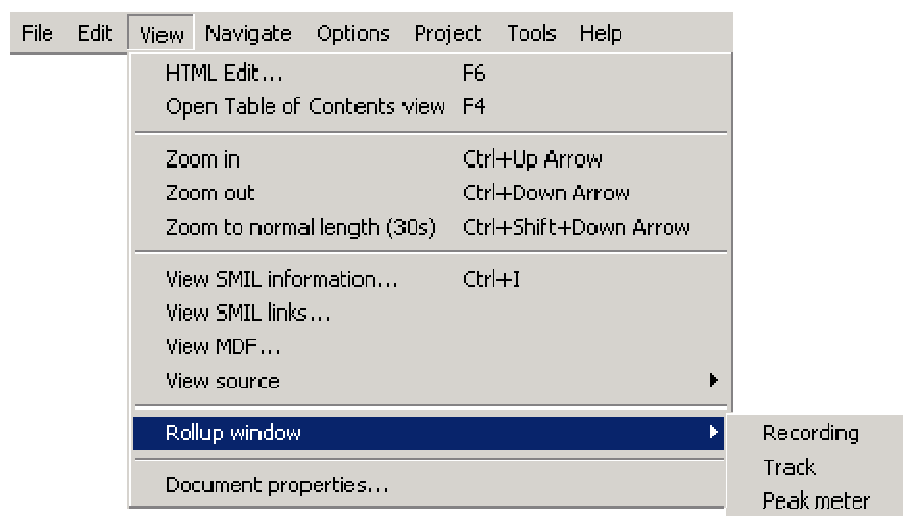 File Edit View Navigate Options Project Tools Help
HTML Edit... F6
Open Table of Contents view F4
Zoom in Ctrl+Up Arrow
Zoom out Ctrl+Down Arrow
Zoom to normal length (30s) Ctrl+Shift+Down Arrow
View SMIL information... Ctrl+I
View SMIL links...
View MDF...
View source
Rollup window
Recording
Track
Peak meter
Document properties...